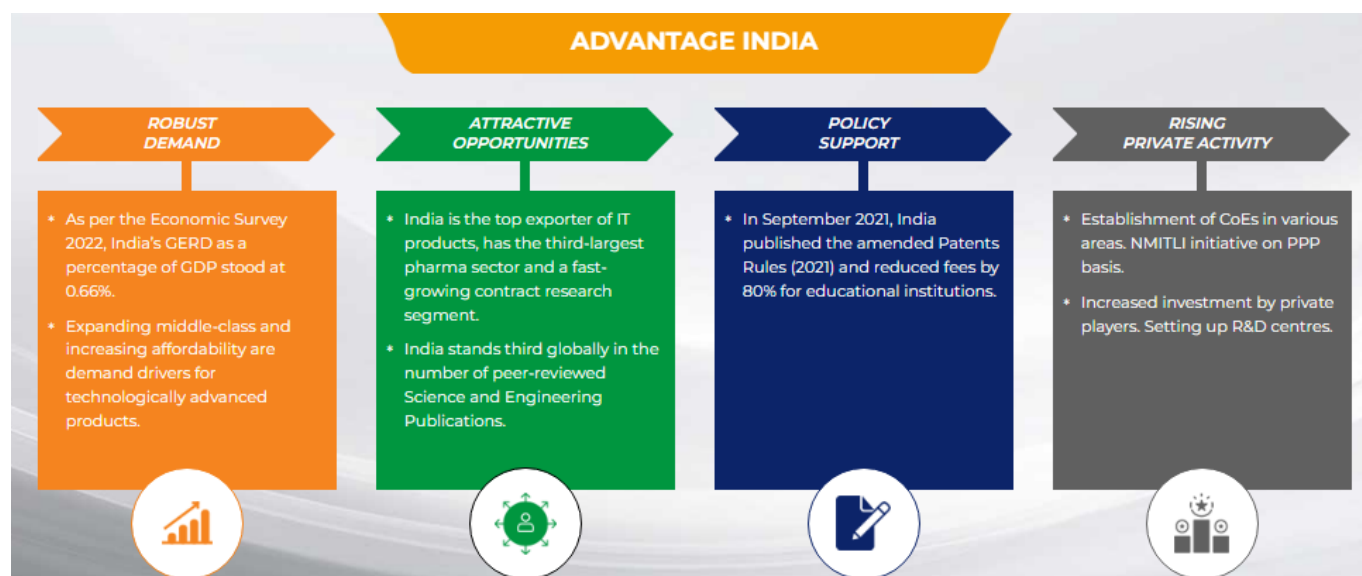 ADVANTAGE INDIA
ROBUST
DEMAND
* As per the Economic Survey
2022, India’s GERD as a
percentage of GDP stood at
0.66%.
* Expanding middle-class and
increasing affordability are
demand drivers for
technologically advanced
products.
ATTRACTIVE
OPPORTUNITIES
* India is the top exporter of IT
products, has the third-largest
pharma sector and a fast-
growing contract research
segment.
* India stands third globally in the
number of peer-reviewed
Science and Engineering
Publications.
POLICY
SUPPORT
* In September 2021, India
published the amended Patents
Rules (2021) and reduced fees by
80% for educational institutions.
RISING
PRIVATE ACTIVITY
* Establishment of CoEs in various
areas. NMITLI initiative on PPP
basis.
* Increased investment by private
players. Setting up R&D centres.